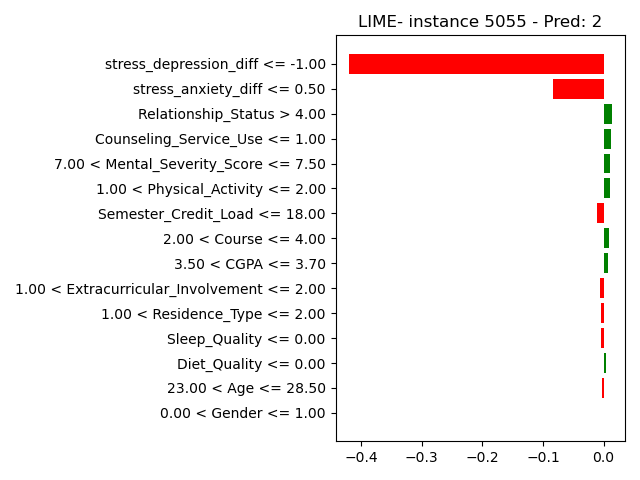 LIME- instance 5055 - Pred: 2
stress_depression_diff <= -1.00
stress_anxiety_diff <= 0.50
Relationship_Status > 4.00
Counseling_Service_Use <= 1.00
7.00 < Mental_Severity_Score <= 7.50
1.00 < Physical_Activity <= 2.00
Semester_Credit_Load <= 18.00
2.00 < Course <= 4.00
3.50 < CGPA <= 3.70
1.00 < Extracurricular_Involvement <= 2.00
1.00 < Residence_Type <= 2.00
Sleep_Quality <= 0.00
Diet_Quality <= 0.00
23.00 < Age <= 28.50
0.00 < Gender <= 1.00
−0.4 −0.3 −0.2 −0.1 0.0